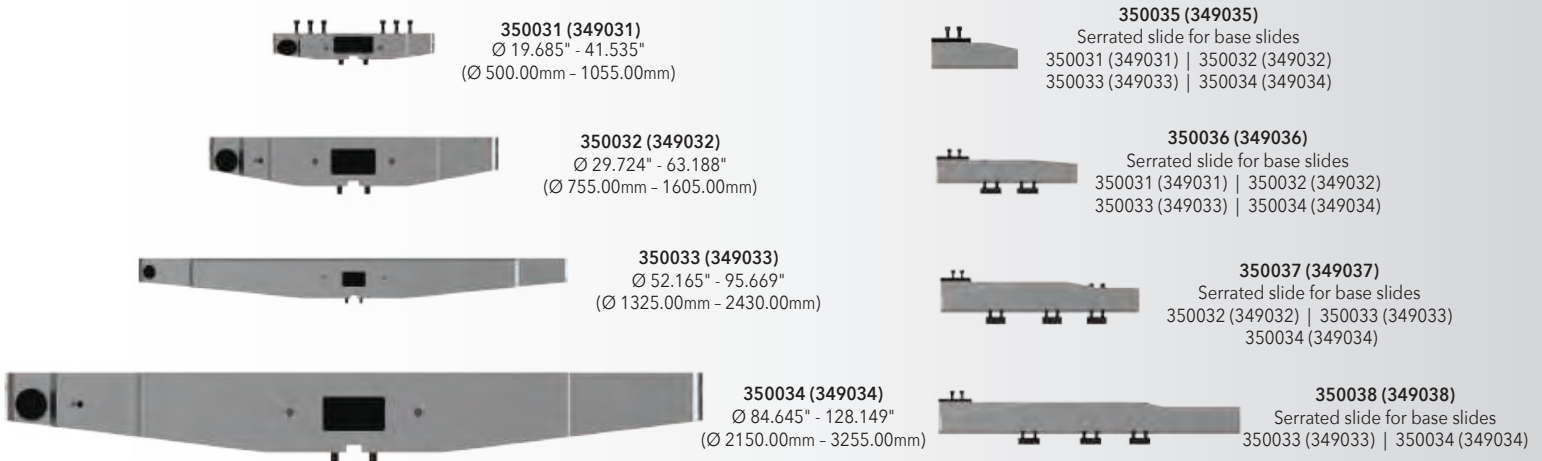 350031 (349031)
Ø 19.685" - 41.535"
(Ø 500.00mm – 1055.00mm)
350032 (349032)
Ø 29.724" - 63.188"
(Ø 755.00mm – 1605.00mm)
350033 (349033)
Ø 52.165" - 95.669"
(Ø 1325.00mm – 2430.00mm)
350034 (349034)
Ø 84.645" - 128.149"
(Ø 2150.00mm – 3255.00mm)
350035 (349035)
Serrated slide for base slides
350031 (349031) | 350032 (349032)
350033 (349033) | 350034 (349034)
350036 (349036)
Serrated slide for base slides
350031 (349031) | 350032 (349032)
350033 (349033) | 350034 (349034)
350037 (349037)
Serrated slide for base slides
350032 (349032) | 350033 (349033)
350034 (349034)
350038 (349038)
Serrated slide for base slides
350033 (349033) | 350034 (349034)